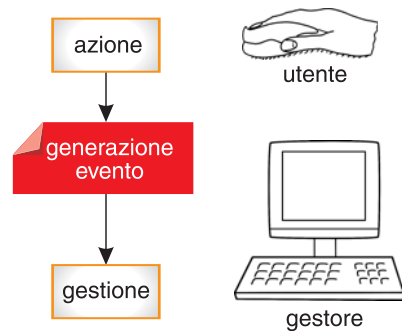 azione
utente
generazione
evento
gestione
gestore